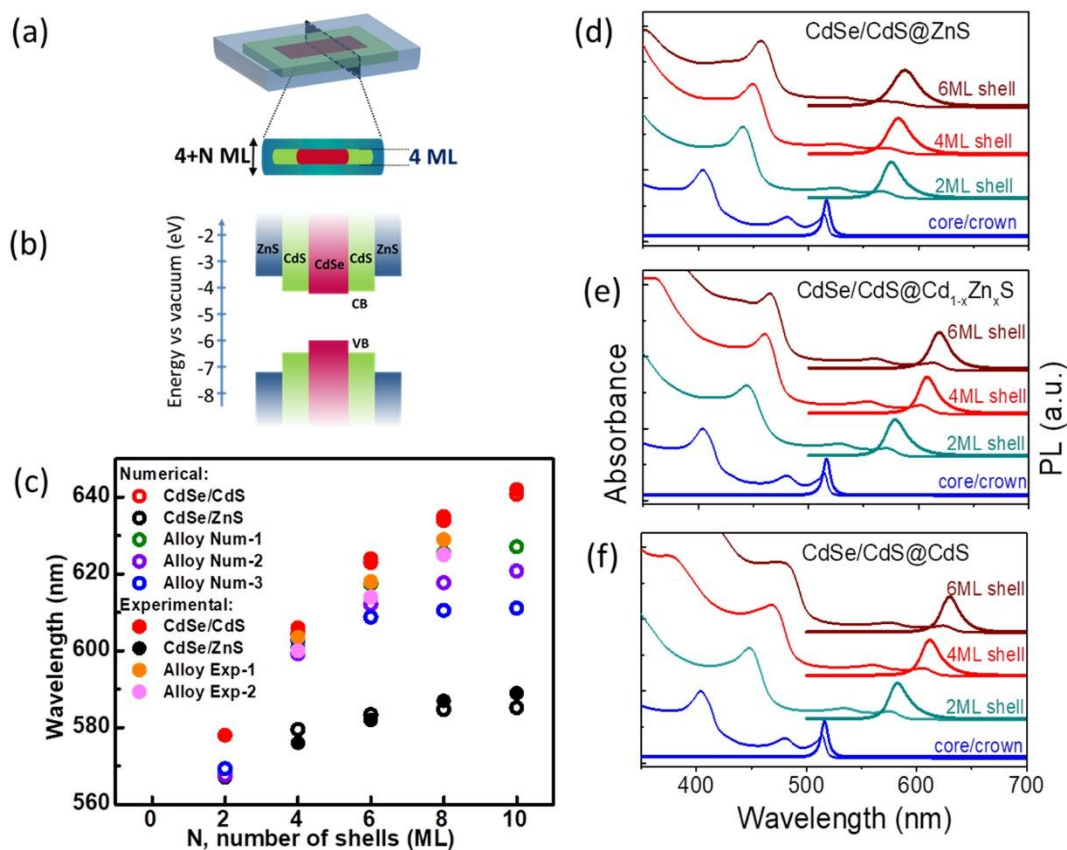 (a)
4+N ML
4 ML
(b)
Energy vs vacuum (eV)
-2
-3
-4
-5
-6
-7
-8
ZnS
CdS
CdSe
CdS
ZnS
CB
VB
(c)
Wavelength (nm)
640
620
600
580
560
Numerical:
CdSe/CdS
CdSe/ZnS
Alloy Num-1
Alloy Num-2
Alloy Num-3
Experimental:
CdSe/CdS
CdSe/ZnS
Alloy Exp-1
Alloy Exp-2
0 2 4 6 8 10
N, number of shells (ML)
(d)
CdSe/CdS@ZnS
6ML shell
4ML shell
2ML shell
core/crown
(e)
CdSe/CdS@Cd1-xZnxS
6ML shell
4ML shell
2ML shell
core/crown
Absorbance
PL (a.u.)
(f)
CdSe/CdS@CdS
6ML shell
4ML shell
2ML shell
core/crown
400 500 600 700
Wavelength (nm)